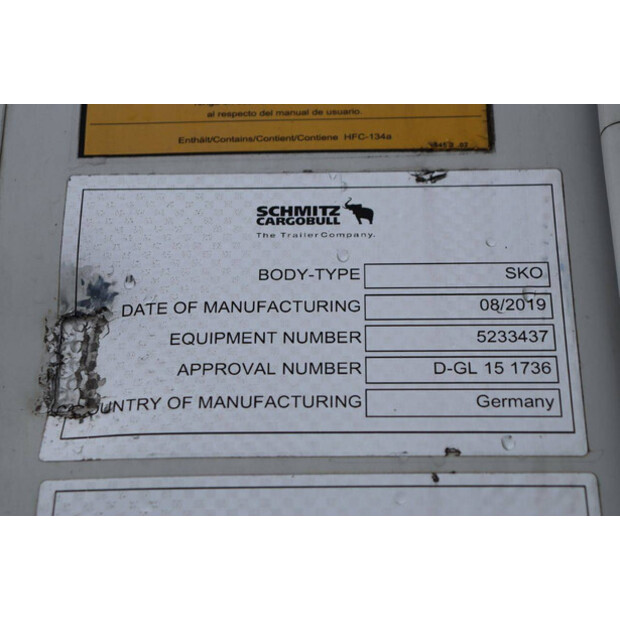 al respecto del manual de usuario.
Enthält/Contains/Contient/Contiene HFC-134a
SCHMITZ
CARGOBULL
The Trailer Company.
BODY-TYPE SKO
DATE OF MANUFACTURING 08/2019
EQUIPMENT NUMBER 5233437
APPROVAL NUMBER D-GL 15 1736
OUNTRY OF MANUFACTURING Germany